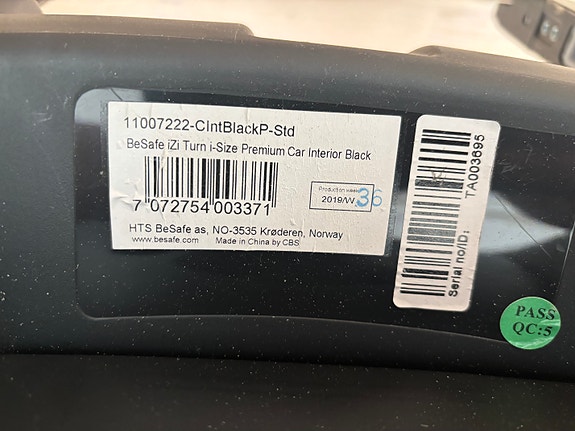 11007222-CIntBlackP-Std
BeSafe iZi Turn i-Size Premium Car Interior Black
Production week
2019/W. 36
7 072754 003371
HTS BeSafe as, NO-3535 Krøderen, Norway
www.besafe.com Made in China by CBS
Serial no/ID:
TA003695
PASS
QC:5